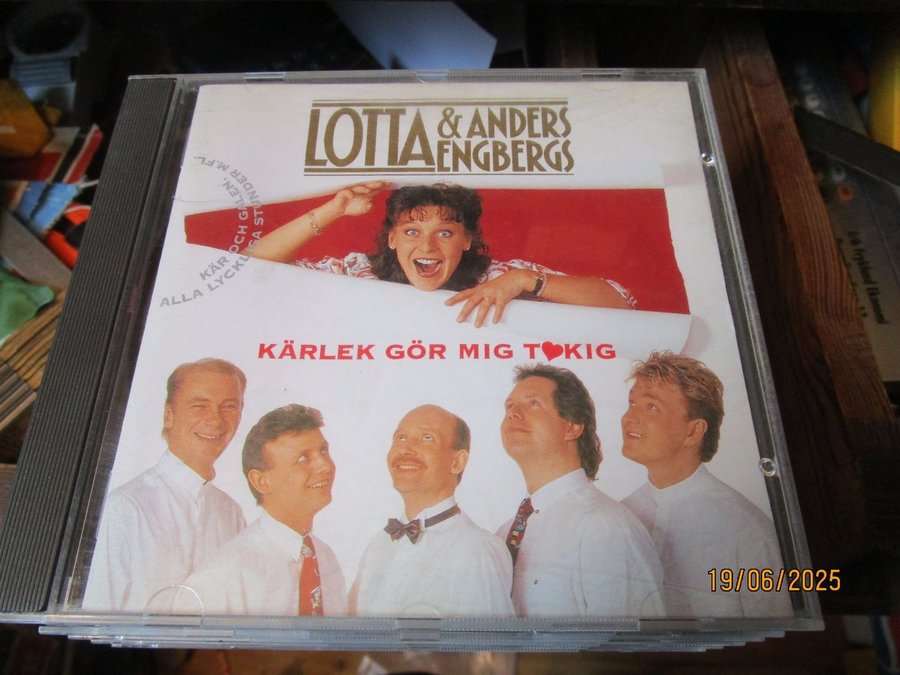 LOTTA & ANDERS
ENGBERGS
KÄR OCH GALEN,
ALLA LYCKLIGA STUNDER M.FL.
KÄRLEK GÖR MIG TOKIG
19/06/2025